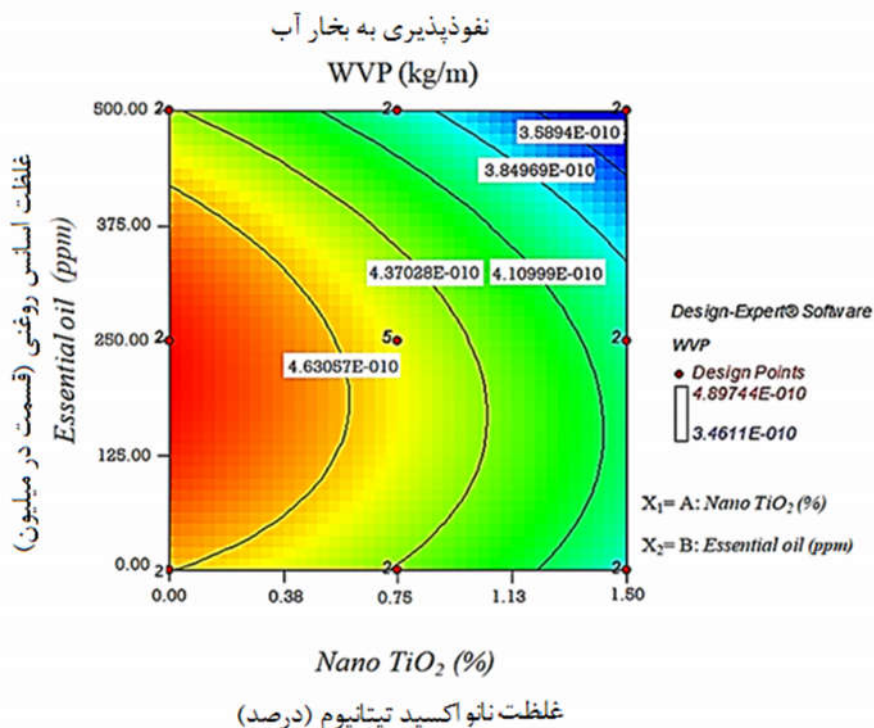 نفوذپذیری به بخار آب
WVP (kg/m)
غلظت اسانس روغنی (قسمت در میلیون)
Essential oil (ppm)
500.00
375.00
250.00
125.00
0.00
2
2
2
3.5894E-010
3.84969E-010
4.37028E-010
4.10999E-010
2
5
2
4.63057E-010
2
2
2
0.00
0.38
0.75
1.13
1.50
Nano TiO₂ (%)
غلظت نانو اکسید تیتانیوم (درصد)
Design-Expert® Software
WVP
Design Points
4.89744E-010
3.4611E-010
X₁= A: Nano TiO₂ (%)
X₂= B: Essential oil (ppm)